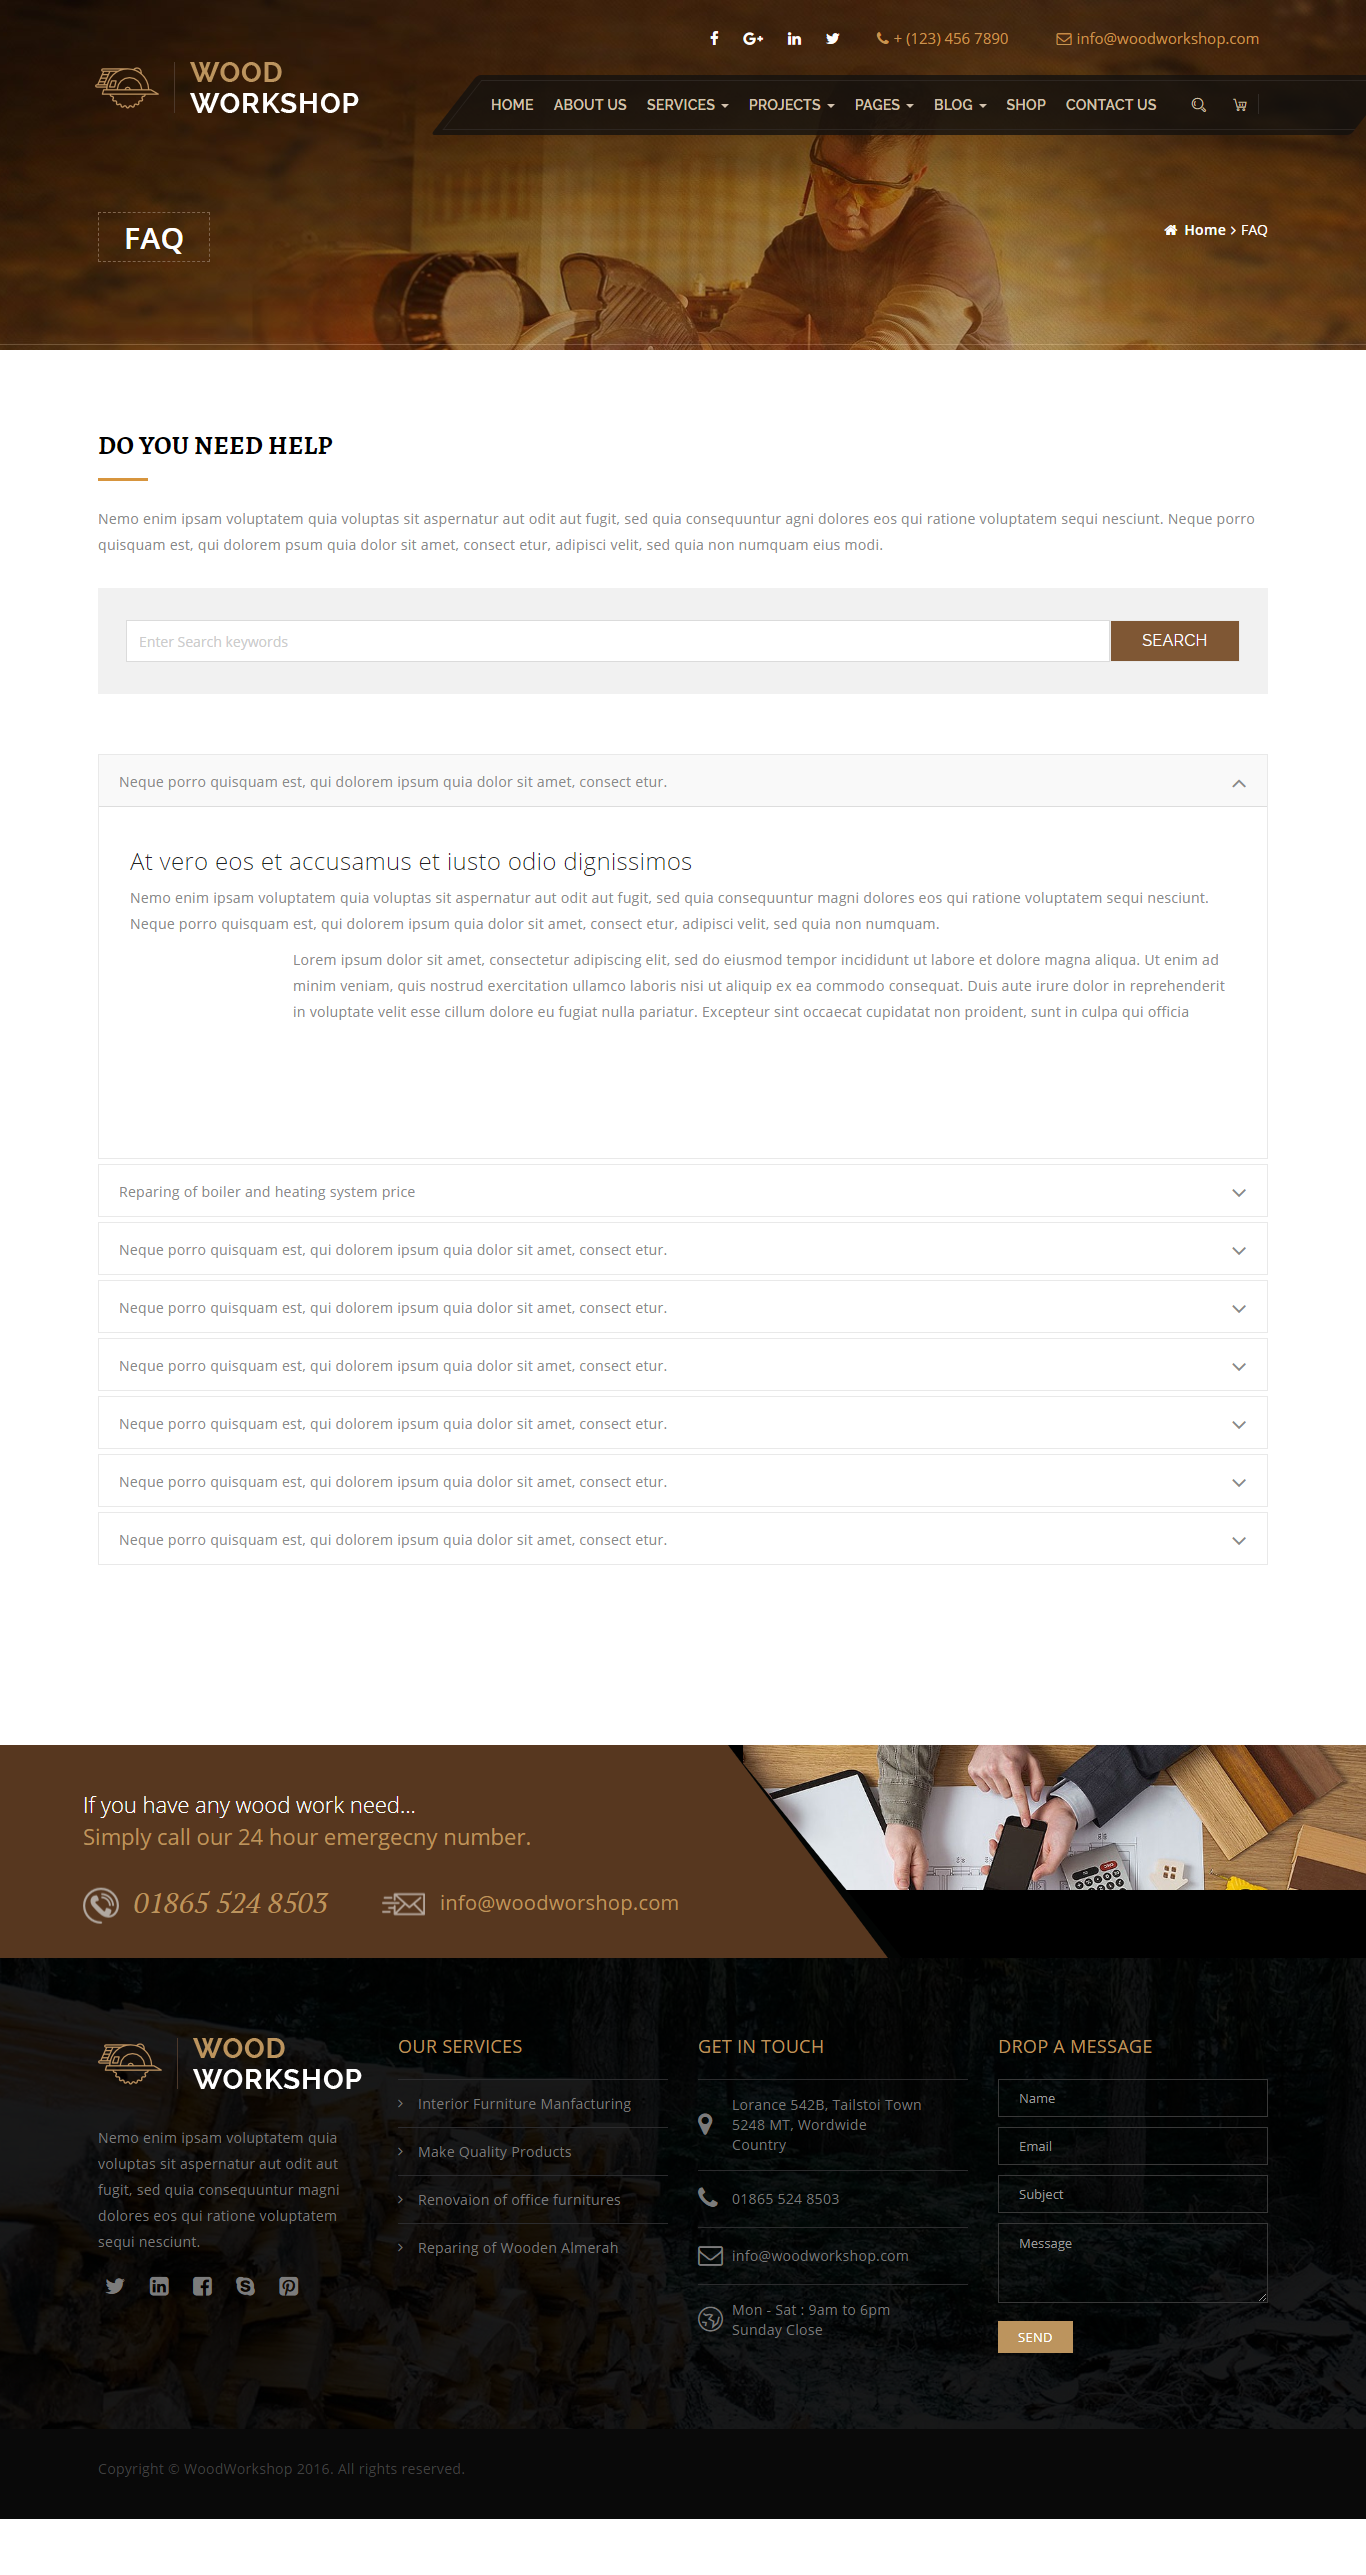 + (123) 456 7890 info@woodworkshop.com
WOOD
WORKSHOP
HOME ABOUT US SERVICES PROJECTS PAGES BLOG SHOP CONTACT US
FAQ
Home > FAQ
DO YOU NEED HELP
Nemo enim ipsam voluptatem quia voluptas sit aspernatur aut odit aut fugit, sed quia consequuntur agni dolores eos qui ratione voluptatem sequi nesciunt. Neque porro
quisquam est, qui dolorem psum quia dolor sit amet, consect etur, adipisci velit, sed quia non numquam eius modi.
Enter Search keywords
SEARCH
Neque porro quisquam est, qui dolorem ipsum quia dolor sit amet, consect etur.
At vero eos et accusamus et iusto odio dignissimos
Nemo enim ipsam voluptatem quia voluptas sit aspernatur aut odit aut fugit, sed quia consequuntur magni dolores eos qui ratione voluptatem sequi nesciunt.
Neque porro quisquam est, qui dolorem ipsum quia dolor sit amet, consect etur, adipisci velit, sed quia non numquam.
Lorem ipsum dolor sit amet, consectetur adipiscing elit, sed do eiusmod tempor incididunt ut labore et dolore magna aliqua. Ut enim ad
minim veniam, quis nostrud exercitation ullamco laboris nisi ut aliquip ex ea commodo consequat. Duis aute irure dolor in reprehenderit
in voluptate velit esse cillum dolore eu fugiat nulla pariatur. Excepteur sint occaecat cupidatat non proident, sunt in culpa qui officia
Reparing of boiler and heating system price
Neque porro quisquam est, qui dolorem ipsum quia dolor sit amet, consect etur.
Neque porro quisquam est, qui dolorem ipsum quia dolor sit amet, consect etur.
Neque porro quisquam est, qui dolorem ipsum quia dolor sit amet, consect etur.
Neque porro quisquam est, qui dolorem ipsum quia dolor sit amet, consect etur.
Neque porro quisquam est, qui dolorem ipsum quia dolor sit amet, consect etur.
Neque porro quisquam est, qui dolorem ipsum quia dolor sit amet, consect etur.
If you have any wood work need...
Simply call our 24 hour emergecny number.
01865 524 8503
info@woodworshop.com
WOOD
WORKSHOP
Nemo enim ipsam voluptatem quia
voluptas sit aspernatur aut odit aut
fugit, sed quia consequuntur magni
dolores eos qui ratione voluptatem
sequi nesciunt.
OUR SERVICES
Interior Furniture Manfacturing
Make Quality Products
Renovaion of office furnitures
Reparing of Wooden Almerah
GET IN TOUCH
Lorance 542B, Tailstoi Town
5248 MT, Wordwide
Country
01865 524 8503
info@woodworkshop.com
Mon - Sat : 9am to 6pm
Sunday Close
DROP A MESSAGE
Name
Email
Subject
Message
SEND
Copyright © WoodWorkshop 2016. All rights reserved.